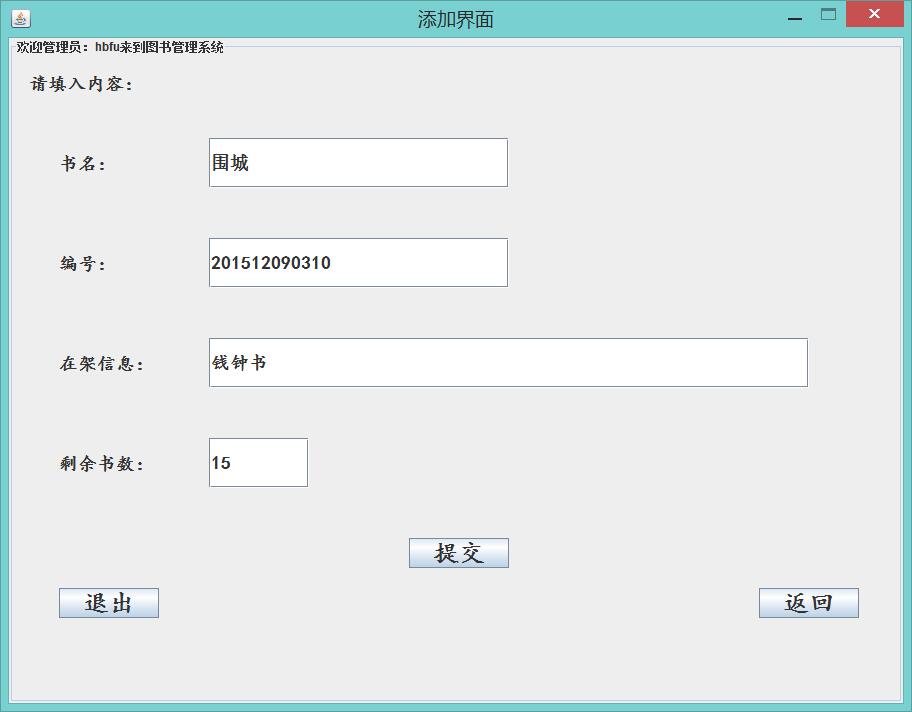 添加界面
欢迎管理员：hbfu来到图书管理系统
请填入内容：
书名： 围城
编号： 201512090310
在架信息： 钱钟书
剩余书数： 15
提交
退出 返回